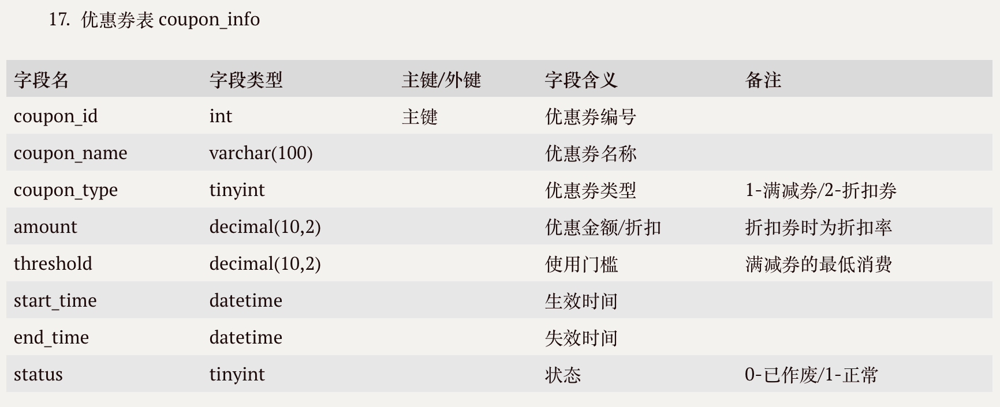 17. 优惠券表 coupon_info
字段名 字段类型 主键/外键 字段含义 备注
coupon_id int 主键 优惠券编号
coupon_name varchar(100) 优惠券名称
coupon_type tinyint 优惠券类型 1-满减券/2-折扣券
amount decimal(10,2) 优惠金额/折扣 折扣券时为折扣率
threshold decimal(10,2) 使用门槛 满减券的最低消费
start_time datetime 生效时间
end_time datetime 失效时间
status tinyint 状态 0-已作废/1-正常